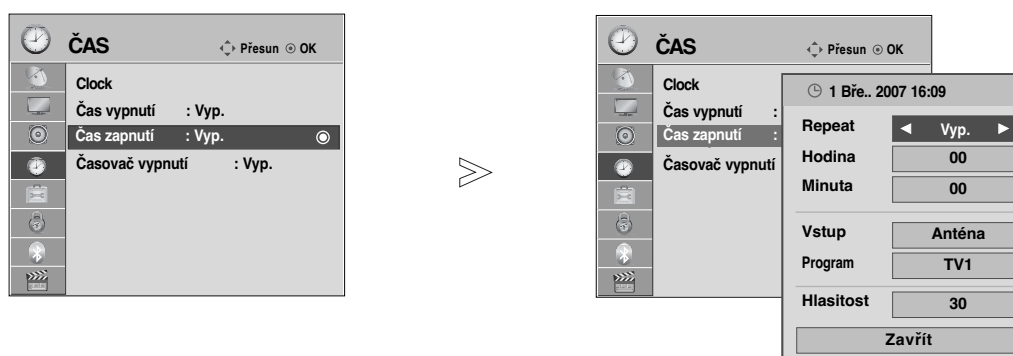 ČAS
Přesun OK
Clock
Čas vypnutí : Vyp.
Čas zapnutí : Vyp.
Časovač vypnutí : Vyp.
ČAS
Přesun OK
Clock
Čas vypnutí :
Čas zapnutí :
Časovač vypnutí
1 Bře.. 2007 16:09
Repeat ◄ Vyp. ►
Hodina 00
Minuta 00
Vstup Anténa
Program TV1
Hlasitost 30
Zavřít